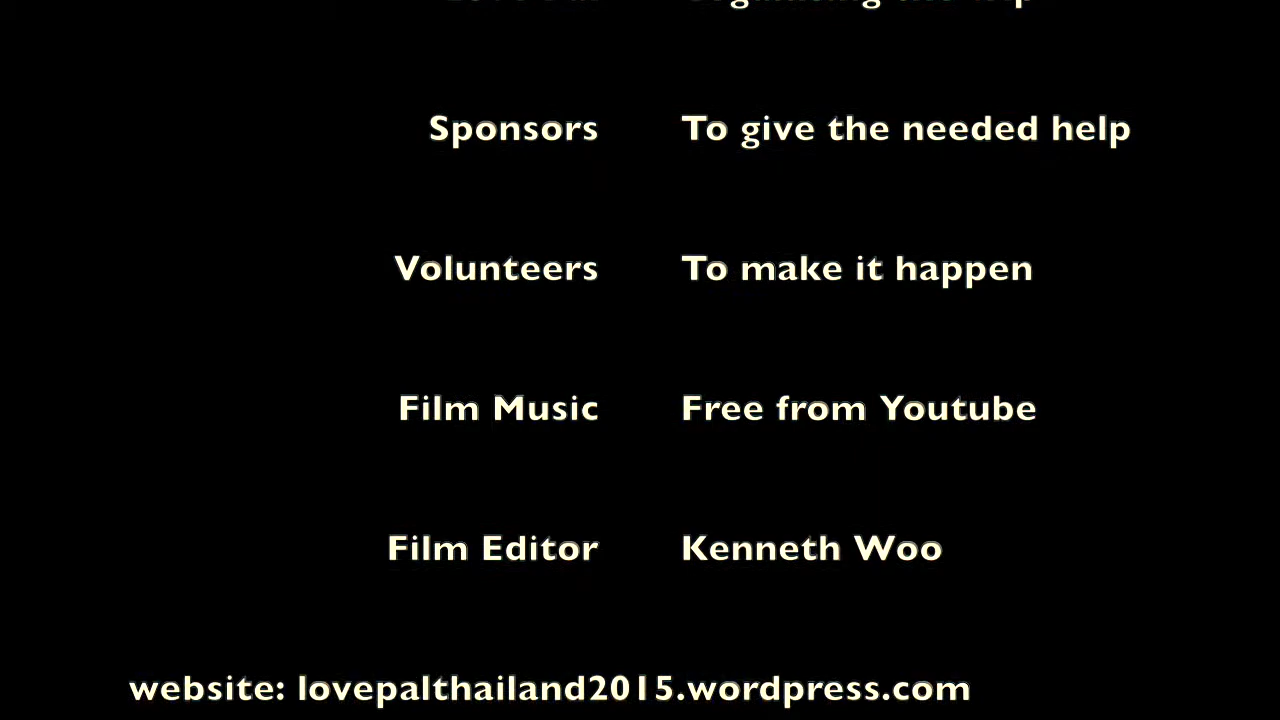 Sponsors To give the needed help
Volunteers To make it happen
Film Music Free from Youtube
Film Editor Kenneth Woo
website: lovepalthailand2015.wordpress.com